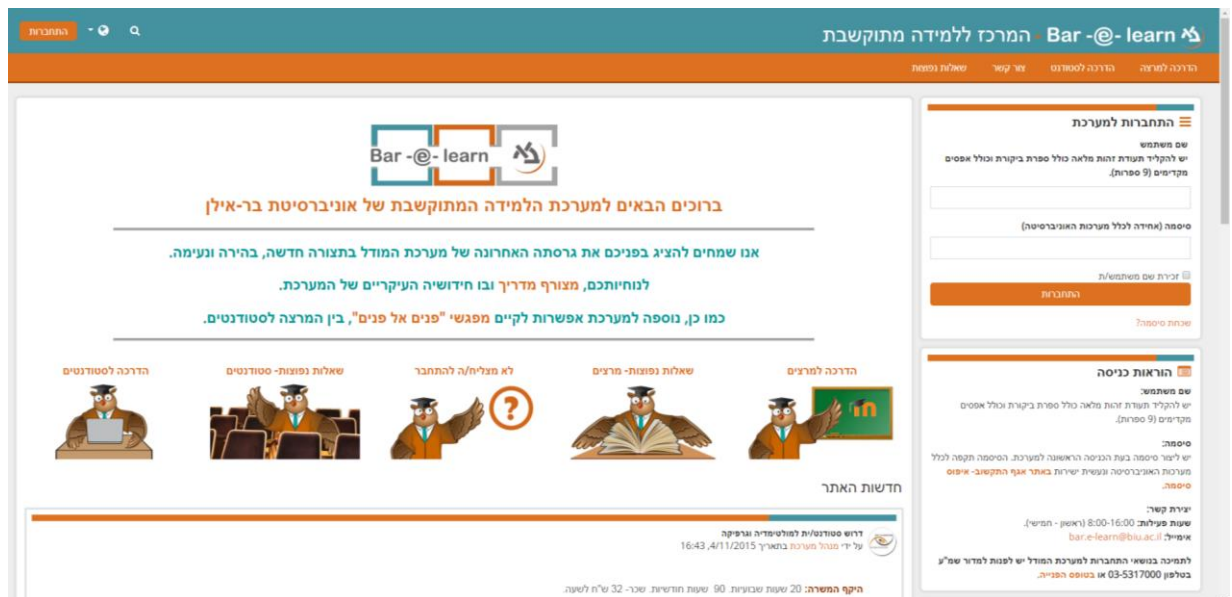 Bar -@- learn - המרכז ללמידה מתוקשבת
התחברות
הדרכה למרצה הדרכה לסטודנט צור קשר שאלות נפוצות
התחברות למערכת
שם משתמש
יש להקליד תעודת זהות מלאה כולל ספרת ביקורת וכולל אפסים
מקדימים (9 ספרות).
סיסמה (אחידה לכלל מערכות האוניברסיטה)
זכירת שם משתמש/ת
התחברות
שכחת סיסמה?
הוראות כניסה
שם משתמש:
יש להקליד תעודת זהות מלאה כולל ספרת ביקורת וכולל אפסים
מקדימים (9 ספרות).
סיסמה:
יש ליצור סיסמה בעת הכניסה הראשונה למערכת. הסיסמה תקפה לכלל
מערכות האוניברסיטה ונעשית ישירות באתר אגף התקשוב- איפוס
סיסמה.
יצירת קשר:
שעות פעילות: 8:00-16:00 (ראשון - חמישי).
אימייל: bar.e-learn@biu.ac.il
לתמיכה בנושאי התחברות למערכת המודל יש לפנות למדור שמ"ע
בטלפון 03-5317000 או בטופס הפנייה.
Bar -@- learn
ברוכים הבאים למערכת הלמידה המתוקשבת של אוניברסיטת בר-אילן
אנו שמחים להציג בפניכם את גרסתה האחרונה של מערכת המודל בתצורה חדשה, בהירה ונעימה.
לנוחיותכם, מצורף מדריך ובו חידושיה העיקריים של המערכת.
כמו כן, נוספה למערכת אפשרות לקיים מפגשי "פנים אל פנים", בין המרצה לסטודנטים.
הדרכה למרצים שאלות נפוצות- מרצים לא מצליח/ה להתחבר שאלות נפוצות- סטודנטים הדרכה לסטודנטים
חדשות האתר
דרוש סטודנט/ית למולטימדיה וגרפיקה
על ידי מנהל מערכת בתאריך 4/11/2015, 16:43
היקף המשרה: 20 שעות שבועיות. 90 שעות חודשיות. שכר- 32 ש"ח לשעה.